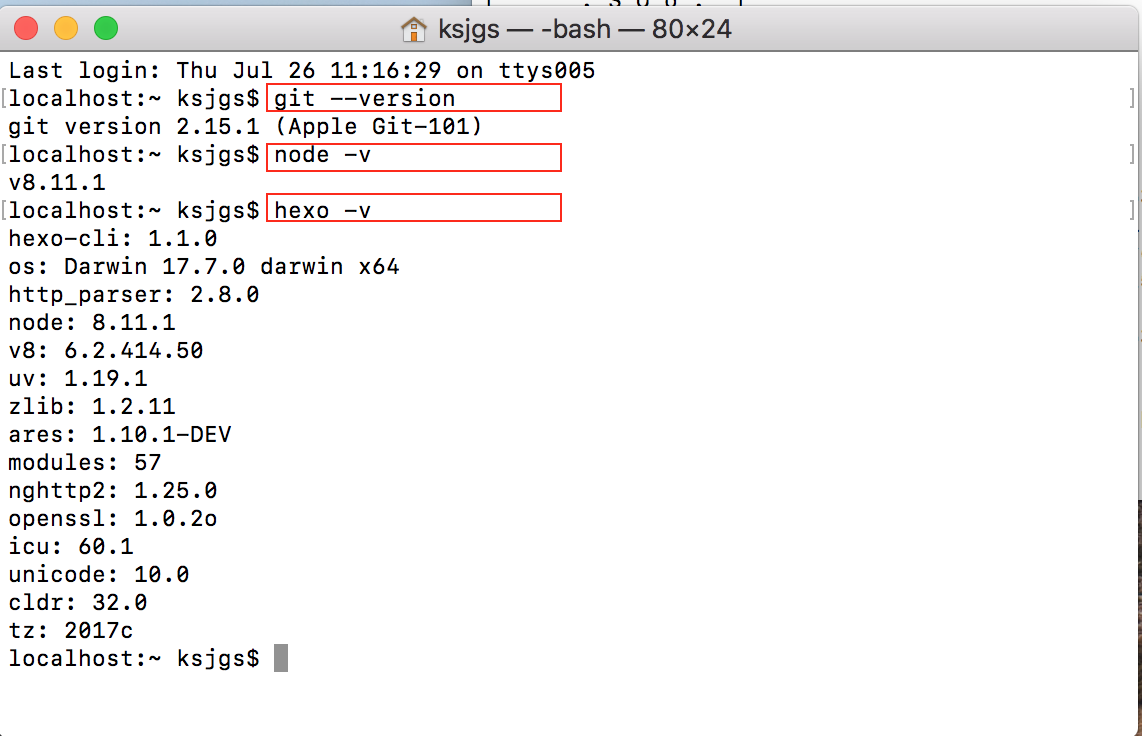 ksjgs — -bash — 80×24
Last login: Thu Jul 26 11:16:29 on ttys005
[localhost:~ ksjgs$ git --version ]
git version 2.15.1 (Apple Git-101)
[localhost:~ ksjgs$ node -v ]
v8.11.1
[localhost:~ ksjgs$ hexo -v ]
hexo-cli: 1.1.0
os: Darwin 17.7.0 darwin x64
http_parser: 2.8.0
node: 8.11.1
v8: 6.2.414.50
uv: 1.19.1
zlib: 1.2.11
ares: 1.10.1-DEV
modules: 57
nghttp2: 1.25.0
openssl: 1.0.2o
icu: 60.1
unicode: 10.0
cldr: 32.0
tz: 2017c
localhost:~ ksjgs$